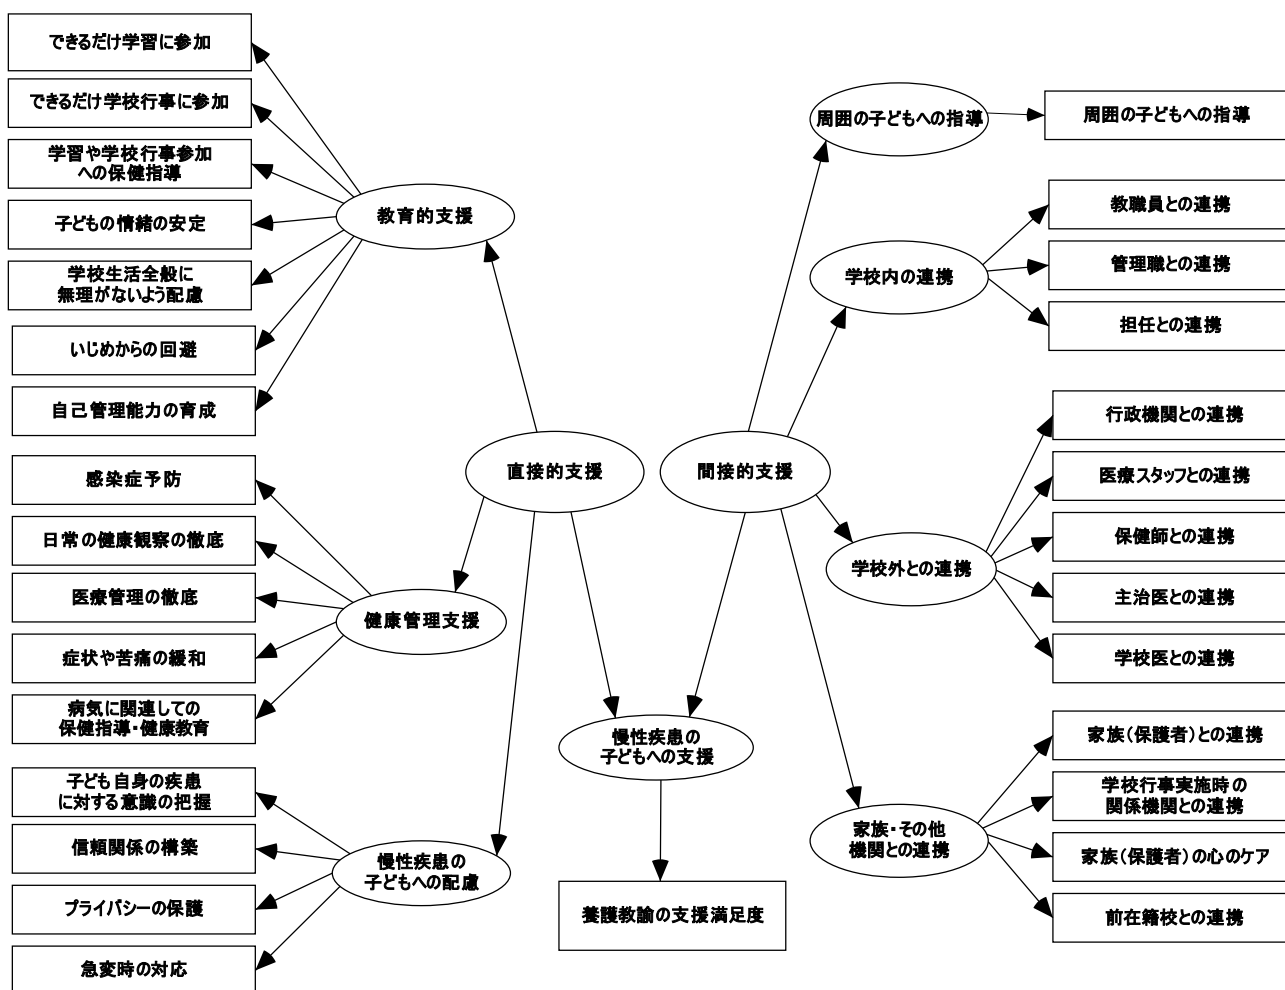 できるだけ学習に参加
できるだけ学校行事に参加
学習や学校行事参加
への保健指導
子どもの情緒の安定
学校生活全般に
無理がないよう配慮
いじめからの回避
自己管理能力の育成
感染症予防
日常の健康観察の徹底
医療管理の徹底
症状や苦痛の緩和
病気に関連しての
保健指導・健康教育
子ども自身の疾患
に対する意識の把握
信頼関係の構築
プライバシーの保護
急変時の対応
教育的支援
健康管理支援
慢性疾患の
子どもへの配慮
直接的支援
間接的支援
慢性疾患の
子どもへの支援
養護教諭の支援満足度
周囲の子どもへの指導
学校内の連携
学校外との連携
家族・その他
機関との連携
周囲の子どもへの指導
教職員との連携
管理職との連携
担任との連携
行政機関との連携
医療スタッフとの連携
保健師との連携
主治医との連携
学校医との連携
家族(保護者)との連携
学校行事実施時の
関係機関との連携
家族(保護者)の心のケア
前在籍校との連携